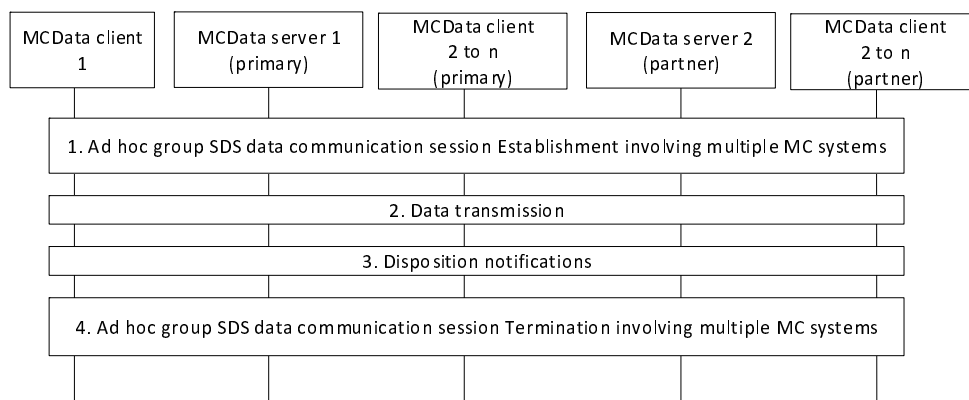 MCData client
1
MCData server 1
(primary)
MCData client
2 to n
(primary)
MCData server 2
(partner)
MCData client
2 to n
(partner)
1. Ad hoc group SDS data communication session Establishment involving multiple MC systems
2. Data transmission
3. Disposition notifications
4. Ad hoc group SDS data communication session Termination involving multiple MC systems